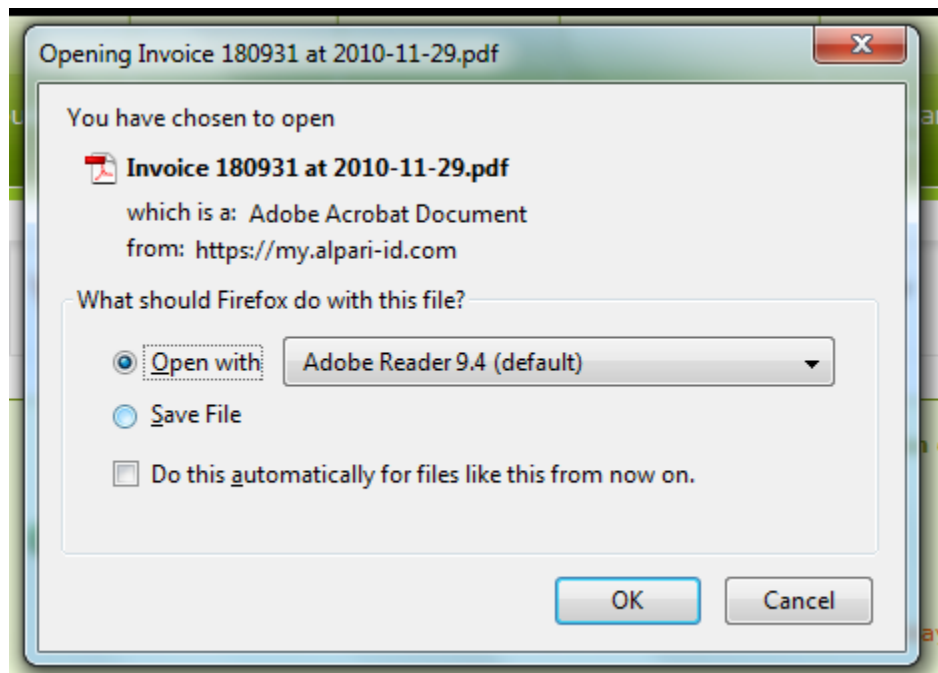 Opening Invoice 180931 at 2010-11-29.pdf
You have chosen to open
Invoice 180931 at 2010-11-29.pdf
which is a: Adobe Acrobat Document
from: https://my.alpari-id.com
What should Firefox do with this file?
Open with Adobe Reader 9.4 (default)
Save File
Do this automatically for files like this from now on.
OK Cancel